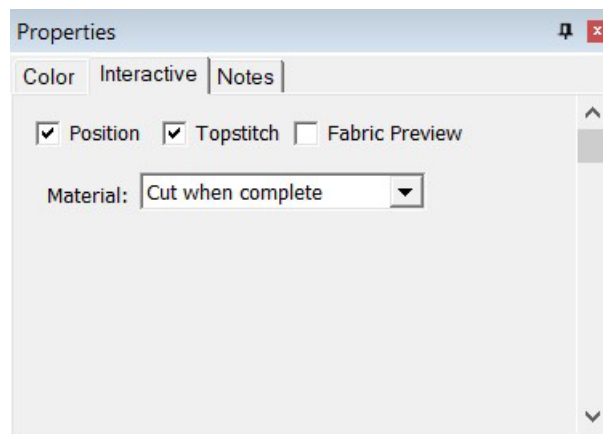 Properties
Color Interactive Notes
Position Topstitch Fabric Preview
Material: Cut when complete